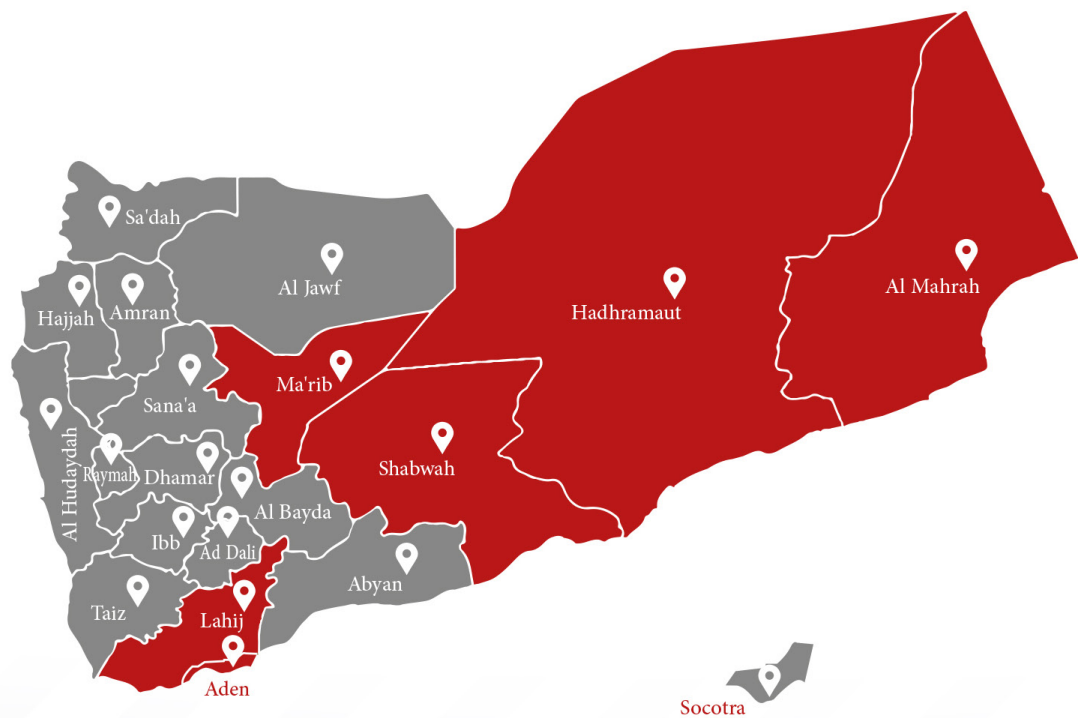 Sa'dah
Al Jawf
Hajjah
Amran
Hadhramaut
Al Mahrah
Ma'rib
Sana'a
Al Hudaydah
Raymah
Dhamar
Shabwah
Al Bayda
Ibb
Ad Dali
Abyan
Taiz
Lahij
Aden
Socotra